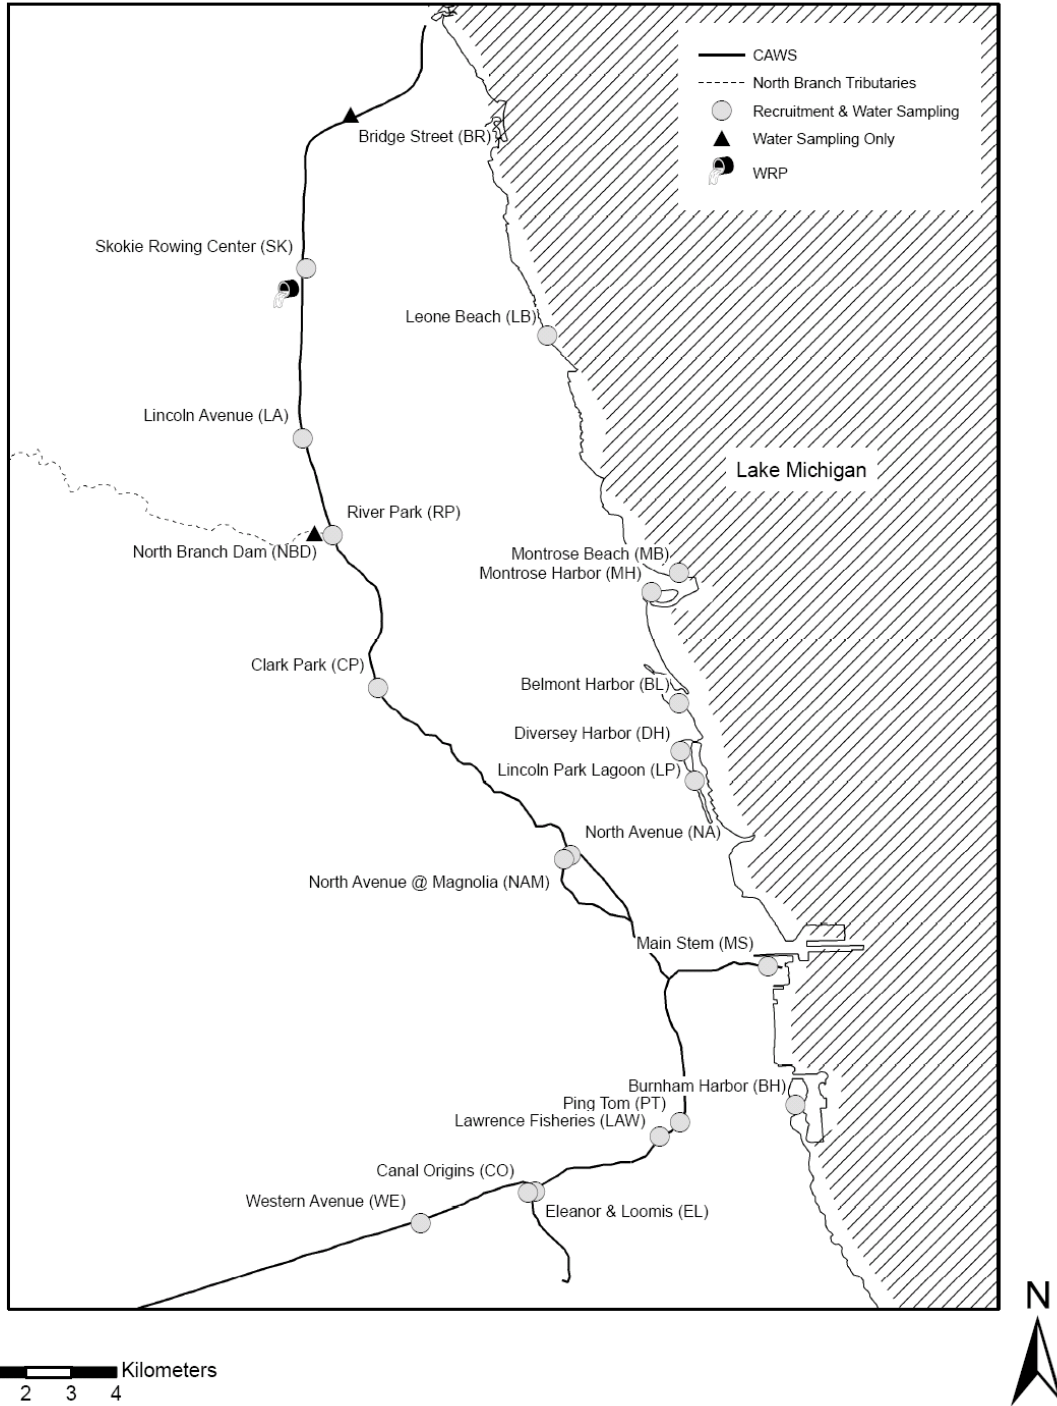 CAWS
North Branch Tributaries
Recruitment & Water Sampling
Water Sampling Only
WRP
Bridge Street (BR)
Skokie Rowing Center (SK)
Leone Beach (LB)
Lincoln Avenue (LA)
Lake Michigan
River Park (RP)
North Branch Dam (NBD)
Montrose Beach (MB)
Montrose Harbor (MH)
Clark Park (CP)
Belmont Harbor (BL)
Diversey Harbor (DH)
Lincoln Park Lagoon (LP)
North Avenue (NA)
North Avenue @ Magnolia (NAM)
Main Stem (MS)
Burnham Harbor (BH)
Ping Tom (PT)
Lawrence Fisheries (LAW)
Canal Origins (CO)
Western Avenue (WE)
Eleanor & Loomis (EL)
N
Kilometers
2 3 4